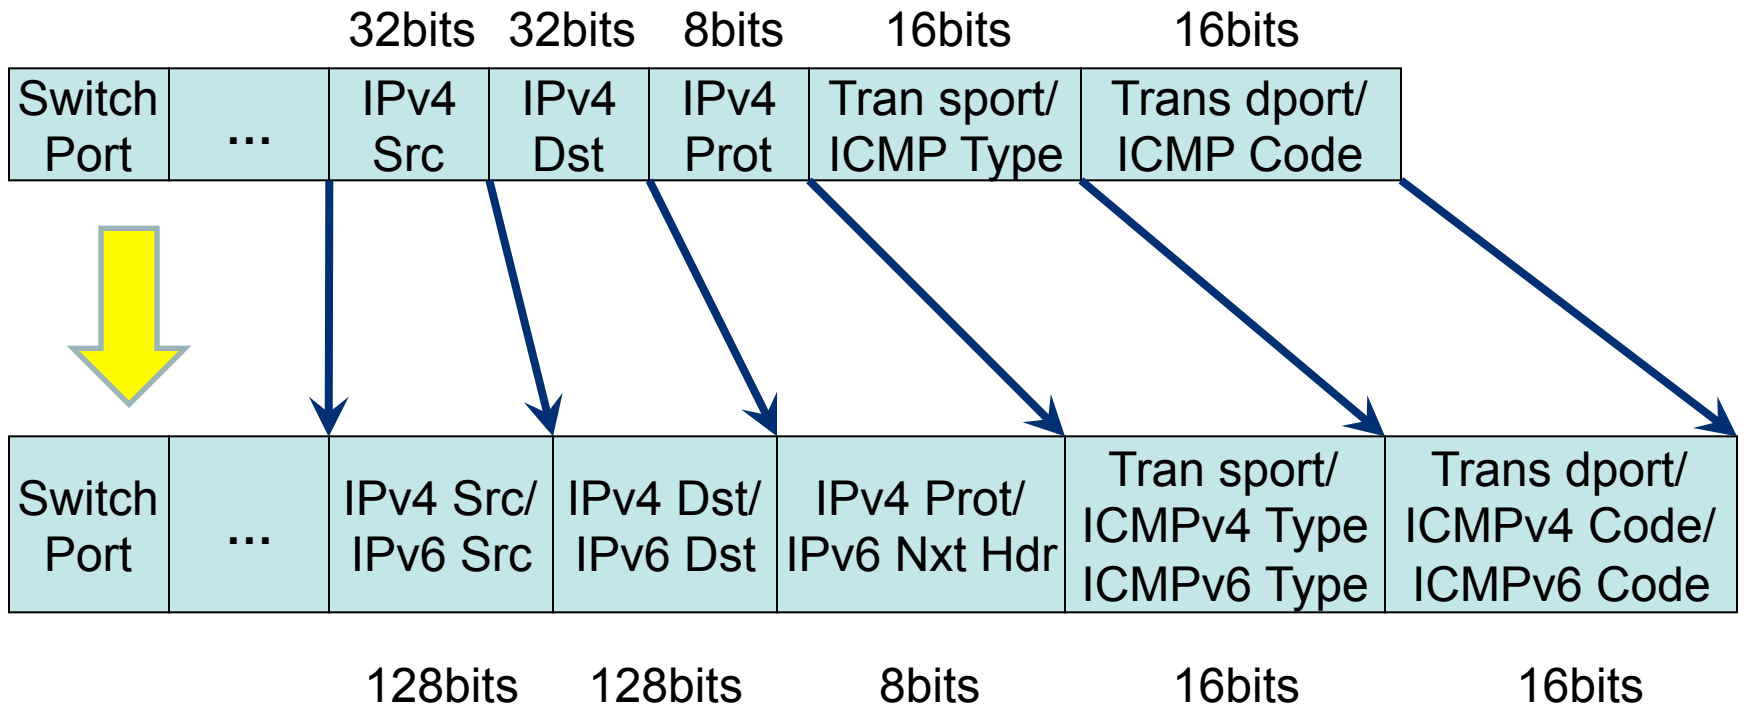 32bits 32bits 8bits 16bits 16bits
Switch Port
...
IPv4 Src
IPv4 Dst
IPv4 Prot
Tran sport/
ICMP Type
Trans dport/
ICMP Code
Switch Port
...
IPv4 Src/
IPv6 Src
IPv4 Dst/
IPv6 Dst
IPv4 Prot/
IPv6 Nxt Hdr
Tran sport/
ICMPv4 Type
ICMPv6 Type
Trans dport/
ICMPv4 Code/
ICMPv6 Code
128bits 128bits 8bits 16bits 16bits